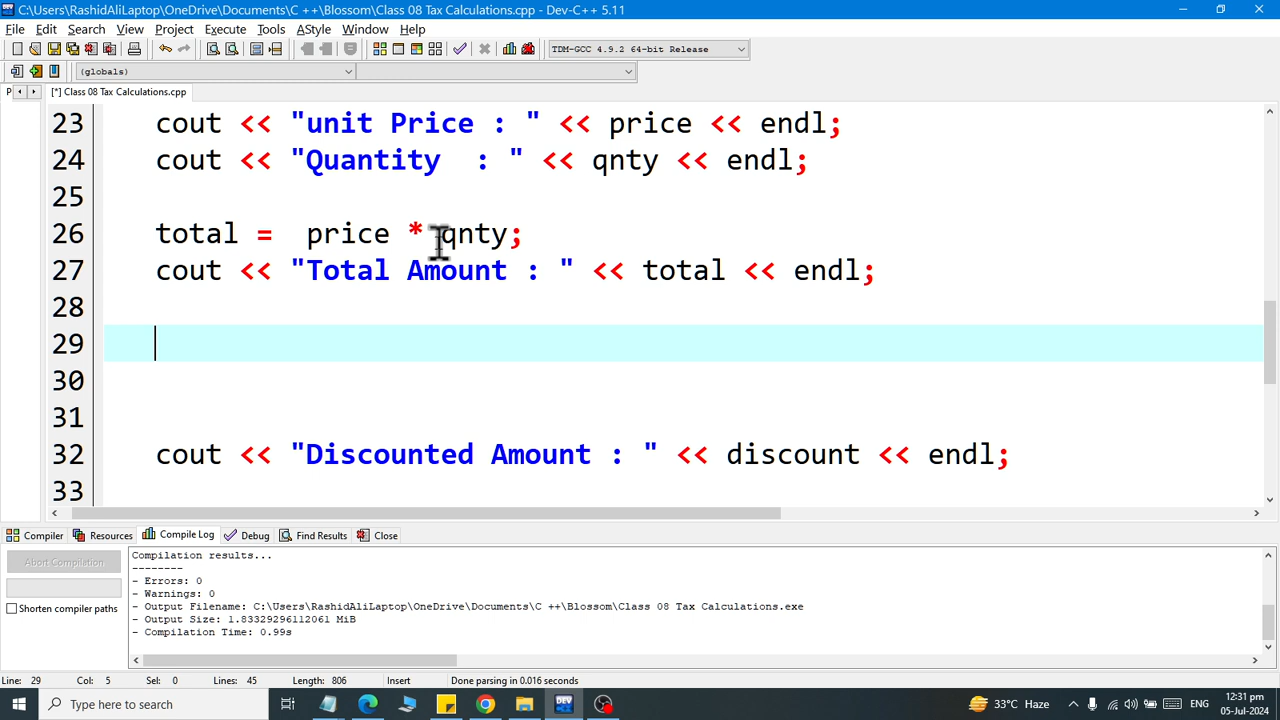 C:\Users\RashidAliLaptop\OneDrive\Documents\C ++\Blossom\Class 08 Tax Calculations.cpp - Dev-C++ 5.11
File Edit Search View Project Execute Tools AStyle Window Help
TDM-GCC 4.9.2 64-bit Release
(globals)
P [*] Class 08 Tax Calculations.cpp
23 cout << "unit Price : " << price << endl;
24 cout << "Quantity  : " << qnty << endl;
25
26 total =  price * qnty;
27 cout << "Total Amount : " << total << endl;
28
29
30
31
32 cout << "Discounted Amount : " << discount << endl;
33
Compiler Resources Compile Log Debug Find Results Close
Abort Compilation
Shorten compiler paths
Compilation results...
--------
- Errors: 0
- Warnings: 0
- Output Filename: C:\Users\RashidAliLaptop\OneDrive\Documents\C ++\Blossom\Class 08 Tax Calculations.exe
- Output Size: 1.83329296112061 MiB
- Compilation Time: 0.99s
Line: 29 Col: 5 Sel: 0 Lines: 45 Length: 806 Insert Done parsing in 0.016 seconds
Type here to search
33°C Haze
ENG
12:31 pm
05-Jul-2024